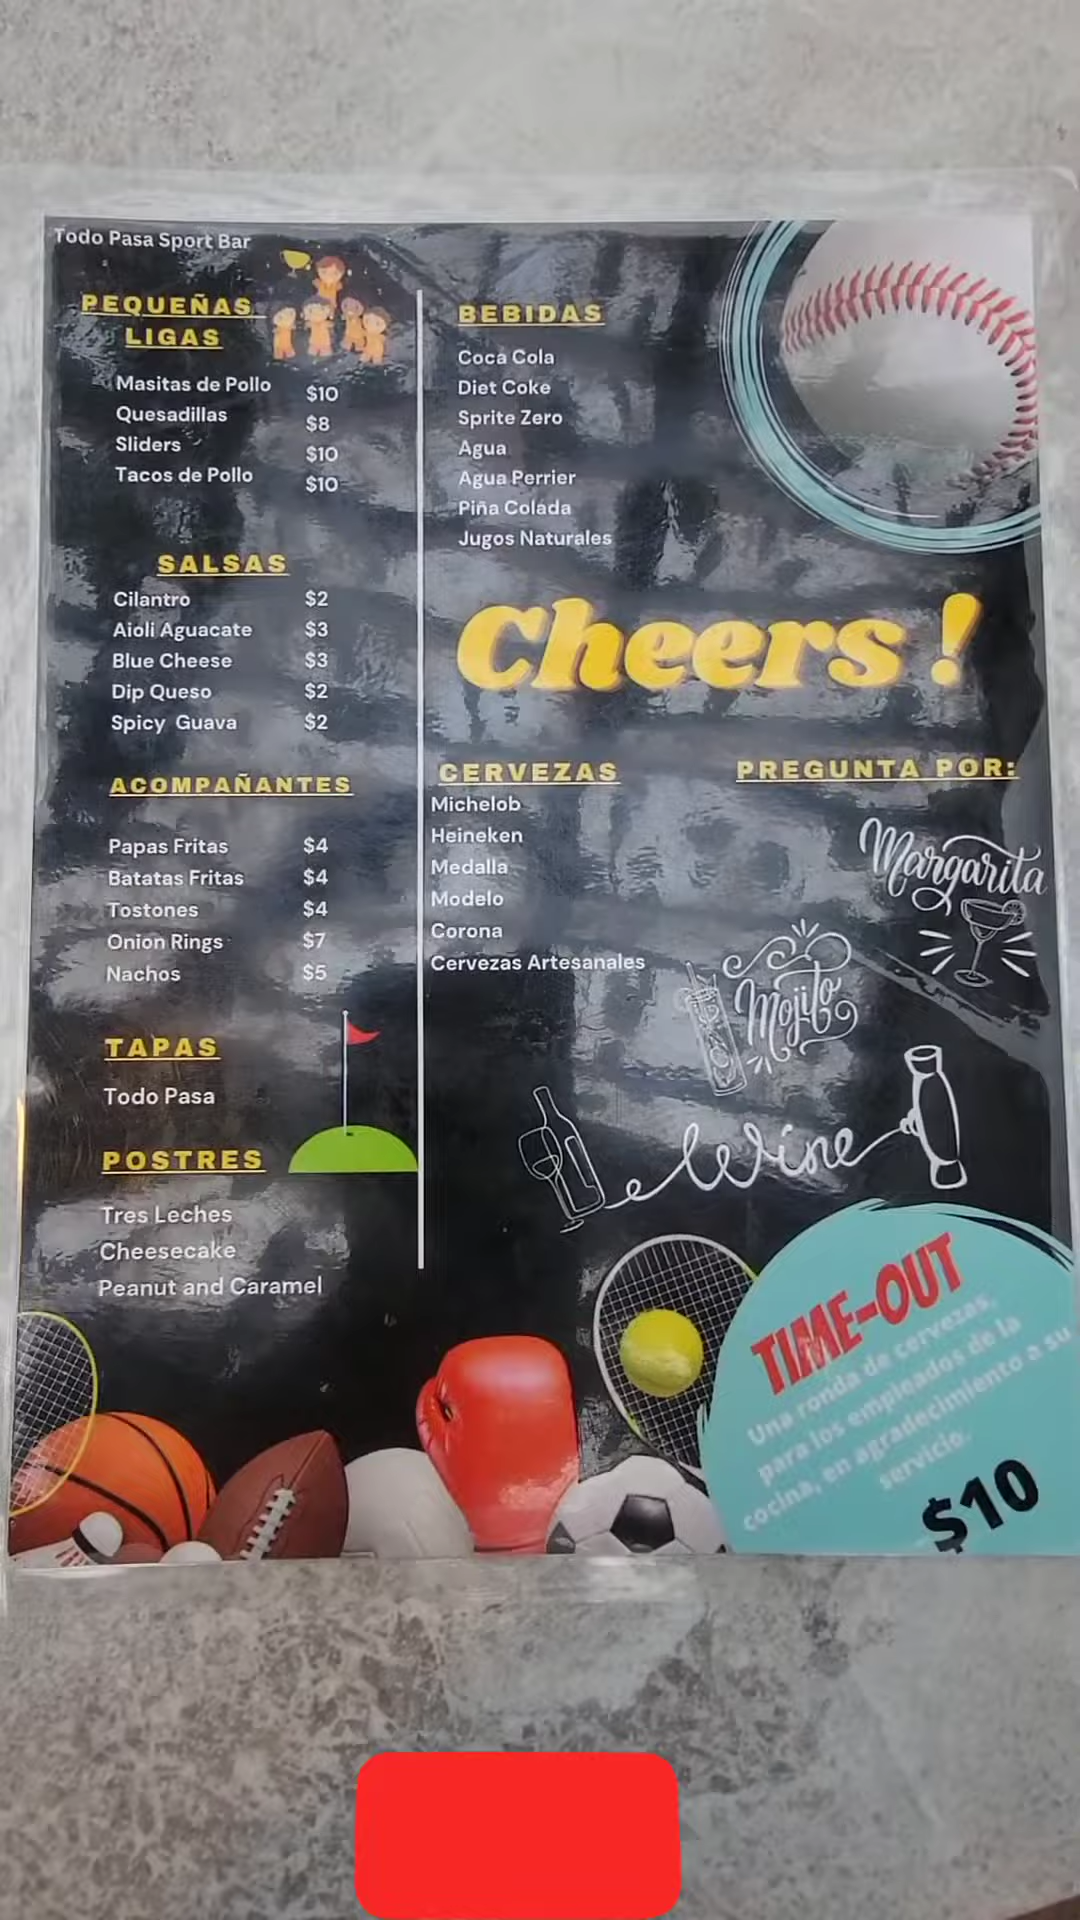 Todo Pasa Sport Bar
PEQUEÑAS
LIGAS
Masitas de Pollo $10
Quesadillas $8
Sliders $10
Tacos de Pollo $10
SALSAS
Cilantro $2
Aioli Aguacate $3
Blue Cheese $3
Dip Queso $2
Spicy Guava $2
ACOMPAÑANTES
Papas Fritas $4
Batatas Fritas $4
Tostones $4
Onion Rings $7
Nachos $5
TAPAS
Todo Pasa
POSTRES
Tres Leches
Cheesecake
Peanut and Caramel
BEBIDAS
Coca Cola
Diet Coke
Sprite Zero
Agua
Agua Perrier
Piña Colada
Jugos Naturales
Cheers !
CERVEZAS
Michelob
Heineken
Medalla
Modelo
Corona
Cervezas Artesanales
PREGUNTA POR:
Margarita
Mojito
Wine
TIME-OUT
Una ronda de cervezas,
para los empleados de la
cocina, en agradecimiento a su
servicio.
$10